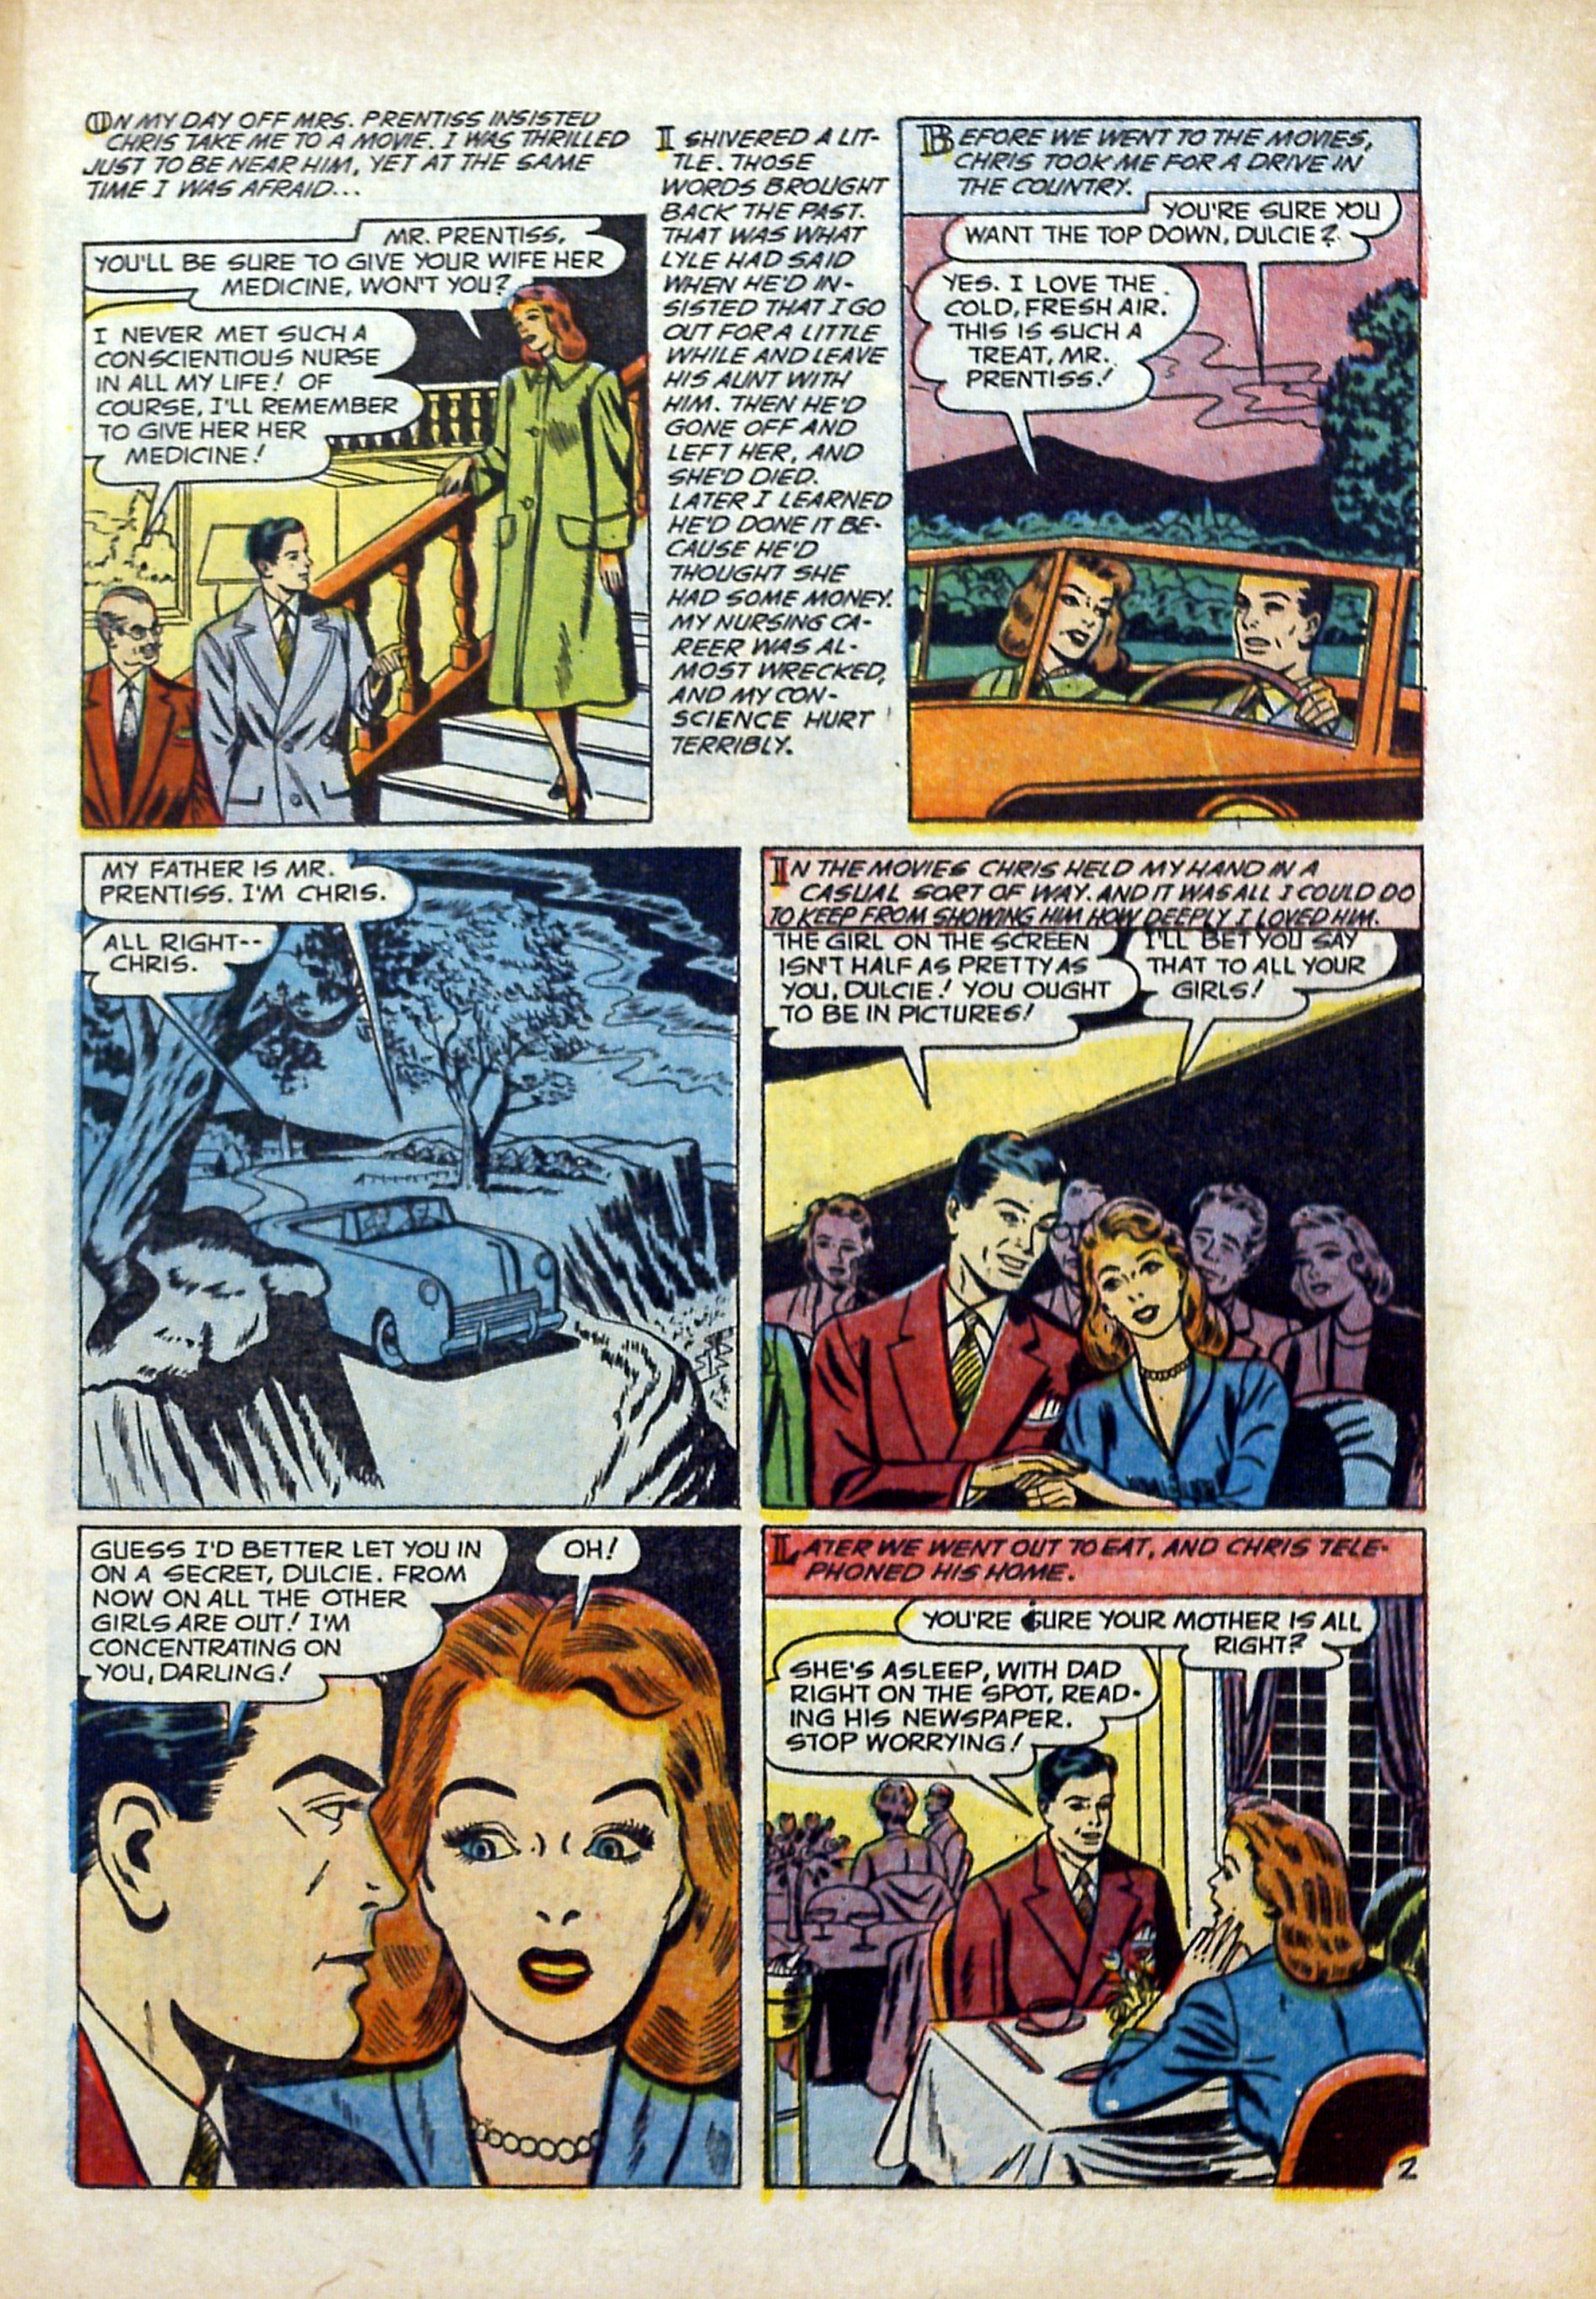 ON MY DAY OFF MRS. PRENTISS INSISTED
CHRIS TAKE ME TO A MOVIE. I WAS THRILLED
JUST TO BE NEAR HIM, YET AT THE SAME
TIME I WAS AFRAID...
MR. PRENTISS,
YOU'LL BE SURE TO GIVE YOUR WIFE HER
MEDICINE, WON'T YOU?
I NEVER MET SUCH A
CONSCIENTIOUS NURSE
IN ALL MY LIFE! OF
COURSE, I'LL REMEMBER
TO GIVE HER HER
MEDICINE!
I SHIVERED A LIT-
TLE. THOSE
WORDS BROUGHT
BACK THE PAST.
THAT WAS WHAT
LYLE HAD SAID
WHEN HE'D IN-
SISTED THAT I GO
OUT FOR A LITTLE
WHILE AND LEAVE
HIS AUNT WITH
HIM. THEN HE'D
GONE OFF AND
LEFT HER, AND
SHE'D DIED.
LATER I LEARNED
HE'D DONE IT BE-
CAUSE HE'D
THOUGHT SHE
HAD SOME MONEY.
MY NURSING CA-
REER WAS AL-
MOST WRECKED,
AND MY CON-
SCIENCE HURT
TERRIBLY.
BEFORE WE WENT TO THE MOVIES,
CHRIS TOOK ME FOR A DRIVE IN
THE COUNTRY.
YOU'RE SURE YOU
WANT THE TOP DOWN, DULCIE?
YES. I LOVE THE
COLD, FRESH AIR.
THIS IS SUCH A
TREAT, MR.
PRENTISS!
MY FATHER IS MR.
PRENTISS. I'M CHRIS.
ALL RIGHT--
CHRIS.
IN THE MOVIES CHRIS HELD MY HAND IN A
CASUAL SORT OF WAY. AND IT WAS ALL I COULD DO
TO KEEP FROM SHOWING HIM HOW DEEPLY I LOVED HIM.
THE GIRL ON THE SCREEN
ISN'T HALF AS PRETTY AS
YOU, DULCIE! YOU OUGHT
TO BE IN PICTURES!
I'LL BET YOU SAY
THAT TO ALL YOUR
GIRLS!
GUESS I'D BETTER LET YOU IN
ON A SECRET, DULCIE. FROM
NOW ON ALL THE OTHER
GIRLS ARE OUT! I'M
CONCENTRATING ON
YOU, DARLING!
OH!
LATER WE WENT OUT TO EAT, AND CHRIS TELE-
PHONED HIS HOME.
YOU'RE SURE YOUR MOTHER IS ALL
RIGHT?
SHE'S ASLEEP, WITH DAD
RIGHT ON THE SPOT, READ-
ING HIS NEWSPAPER.
STOP WORRYING!
2